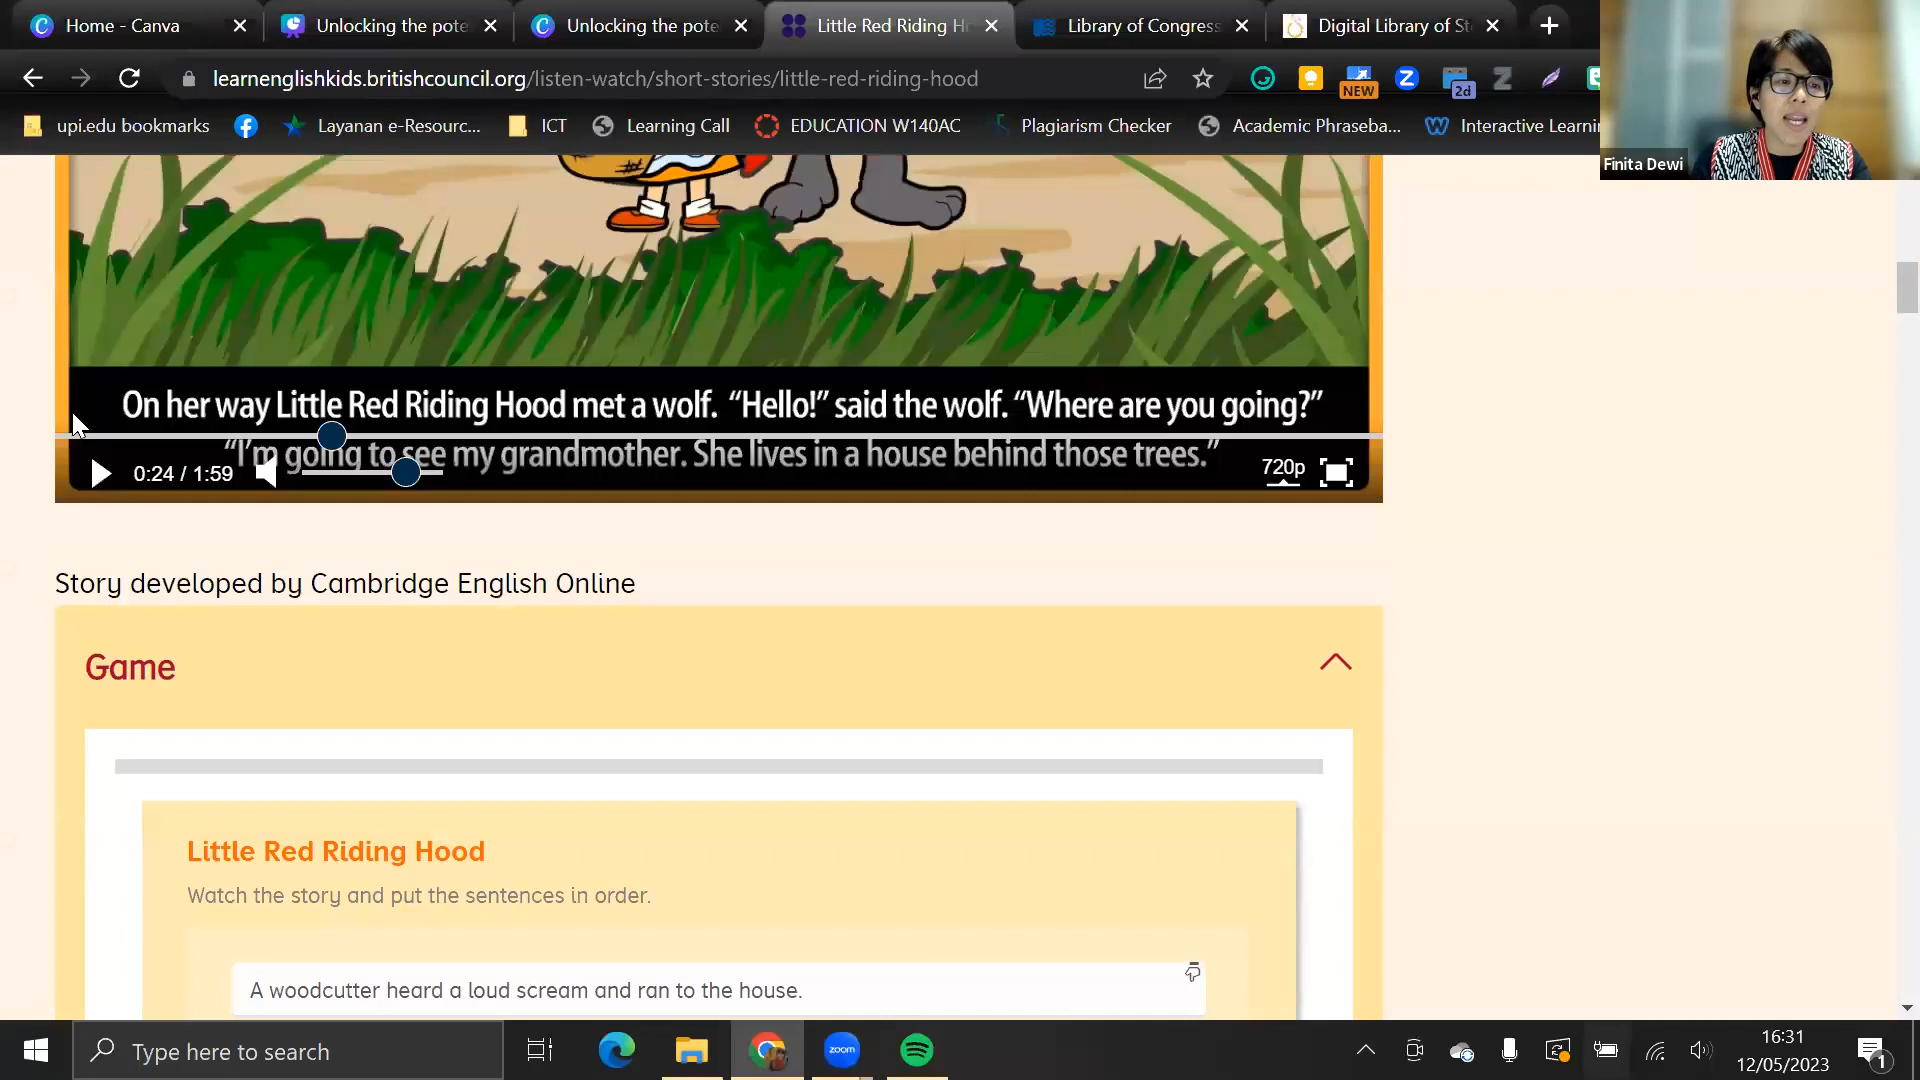 Home - Canva
Unlocking the pote
Unlocking the pote
Little Red Riding H
Library of Congress
Digital Library of St
learnenglishkids.britishcouncil.org/listen-watch/short-stories/little-red-riding-hood
NEW
2d
upi.edu bookmarks
Layanan e-Resourc...
ICT
Learning Call
EDUCATION W140AC
Plagiarism Checker
Academic Phraseba...
Interactive Learnin
Finita Dewi
On her way Little Red Riding Hood met a wolf. “Hello!” said the wolf. “Where are you going?”
“I’m going to see my grandmother. She lives in a house behind those trees.”
0:24 / 1:59
720p
Story developed by Cambridge English Online
Game
Little Red Riding Hood
Watch the story and put the sentences in order.
A woodcutter heard a loud scream and ran to the house.
Type here to search
zoom
16:31
12/05/2023
1